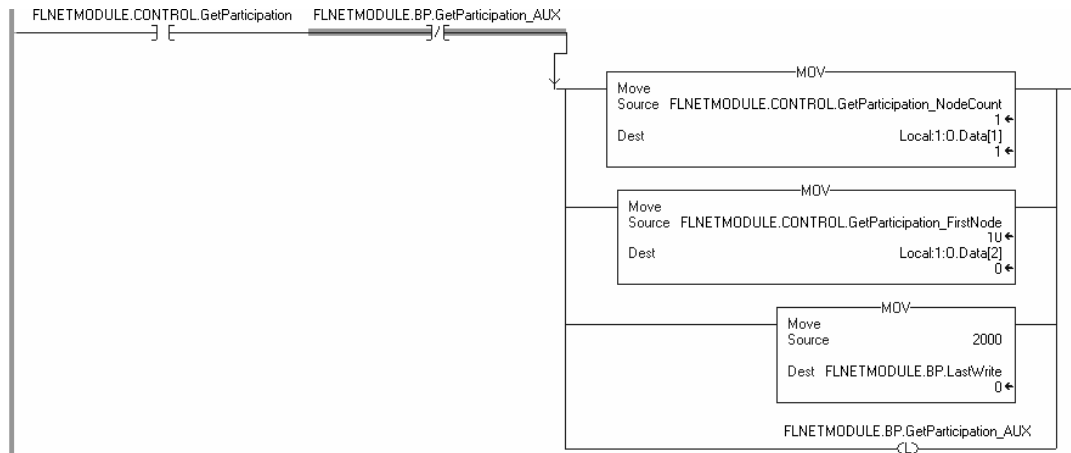 FLNETMODULE.CONTROL.GetParticipation FLNETMODULE.BP.GetParticipation_AUX
MOV
Move
Source FLNETMODULE.CONTROL.GetParticipation_NodeCount
1
Dest Local:1:O.Data[1]
1
MOV
Move
Source FLNETMODULE.CONTROL.GetParticipation_FirstNode
10
Dest Local:1:O.Data[2]
0
MOV
Move
Source 2000
Dest FLNETMODULE.BP.LastWrite
0
FLNETMODULE.BP.GetParticipation_AUX
L